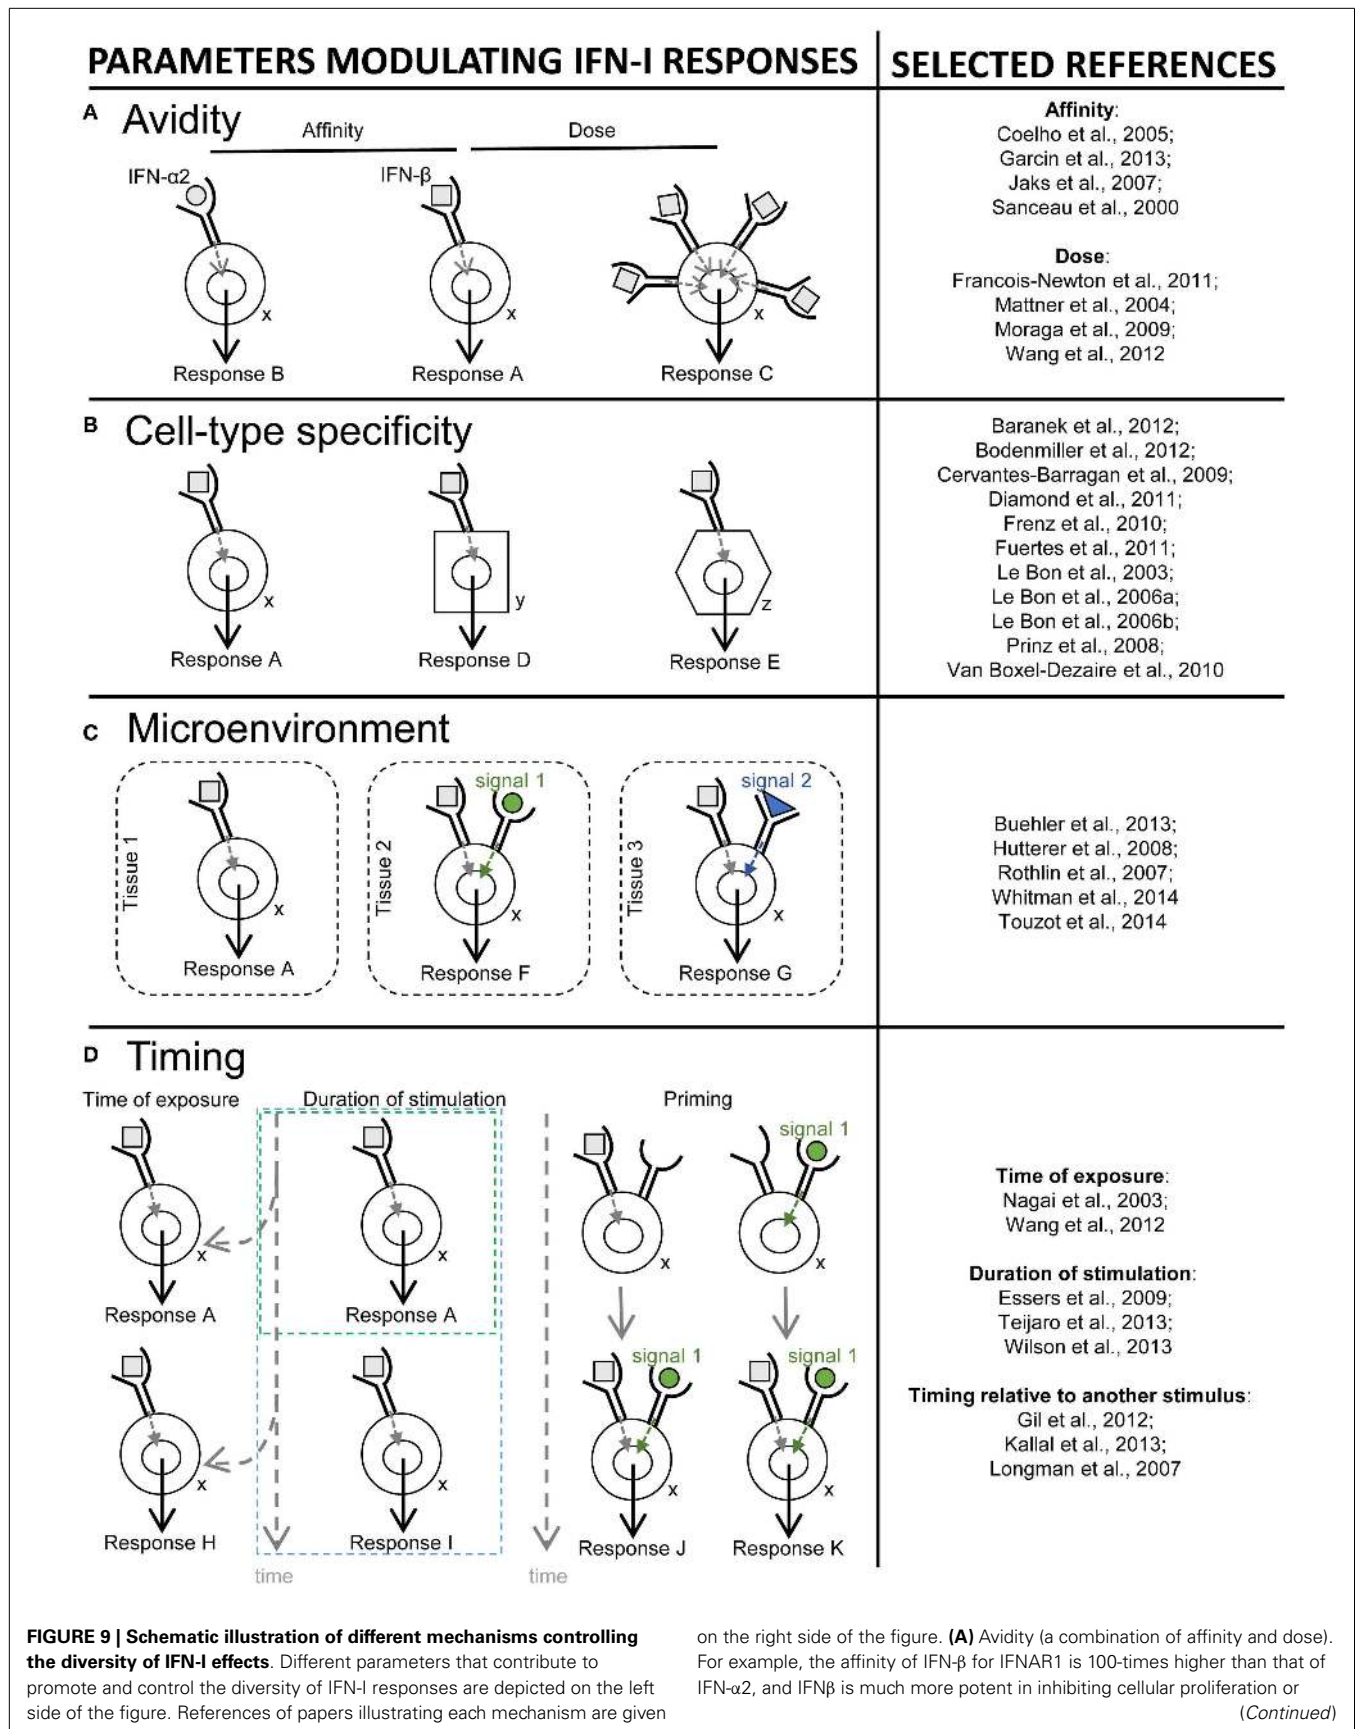 PARAMETERS MODULATING IFN-I RESPONSES
SELECTED REFERENCES
A Avidity
Affinity
Dose
IFN-α2
IFN-β
x
x
x
Response B
Response A
Response C
Affinity:
Coelho et al., 2005;
Garcin et al., 2013;
Jaks et al., 2007;
Sanceau et al., 2000
Dose:
Francois-Newton et al., 2011;
Mattner et al., 2004;
Moraga et al., 2009;
Wang et al., 2012
B Cell-type specificity
x
y
z
Response A
Response D
Response E
Baranek et al., 2012;
Bodenmiller et al., 2012;
Cervantes-Barragan et al., 2009;
Diamond et al., 2011;
Frenz et al., 2010;
Fuertes et al., 2011;
Le Bon et al., 2003;
Le Bon et al., 2006a;
Le Bon et al., 2006b;
Prinz et al., 2008;
Van Boxel-Dezaire et al., 2010
C Microenvironment
Tissue 1
x
Response A
Tissue 2
signal 1
x
Response F
Tissue 3
signal 2
x
Response G
Buehler et al., 2013;
Hutterer et al., 2008;
Rothlin et al., 2007;
Whitman et al., 2014
Touzot et al., 2014
D Timing
Time of exposure
Duration of stimulation
Priming
signal 1
x
x
x
x
Response A
Response A
signal 1
signal 1
x
x
x
x
Response H
Response I
Response J
Response K
time
time
Time of exposure:
Nagai et al., 2003;
Wang et al., 2012
Duration of stimulation:
Essers et al., 2009;
Teijaro et al., 2013;
Wilson et al., 2013
Timing relative to another stimulus:
Gil et al., 2012;
Kallal et al., 2013;
Longman et al., 2007
FIGURE 9 | Schematic illustration of different mechanisms controlling
the diversity of IFN-I effects. Different parameters that contribute to
promote and control the diversity of IFN-I responses are depicted on the left
side of the figure. References of papers illustrating each mechanism are given
on the right side of the figure. (A) Avidity (a combination of affinity and dose).
For example, the affinity of IFN-β for IFNAR1 is 100-times higher than that of
IFN-α2, and IFNβ is much more potent in inhibiting cellular proliferation or
(Continued)